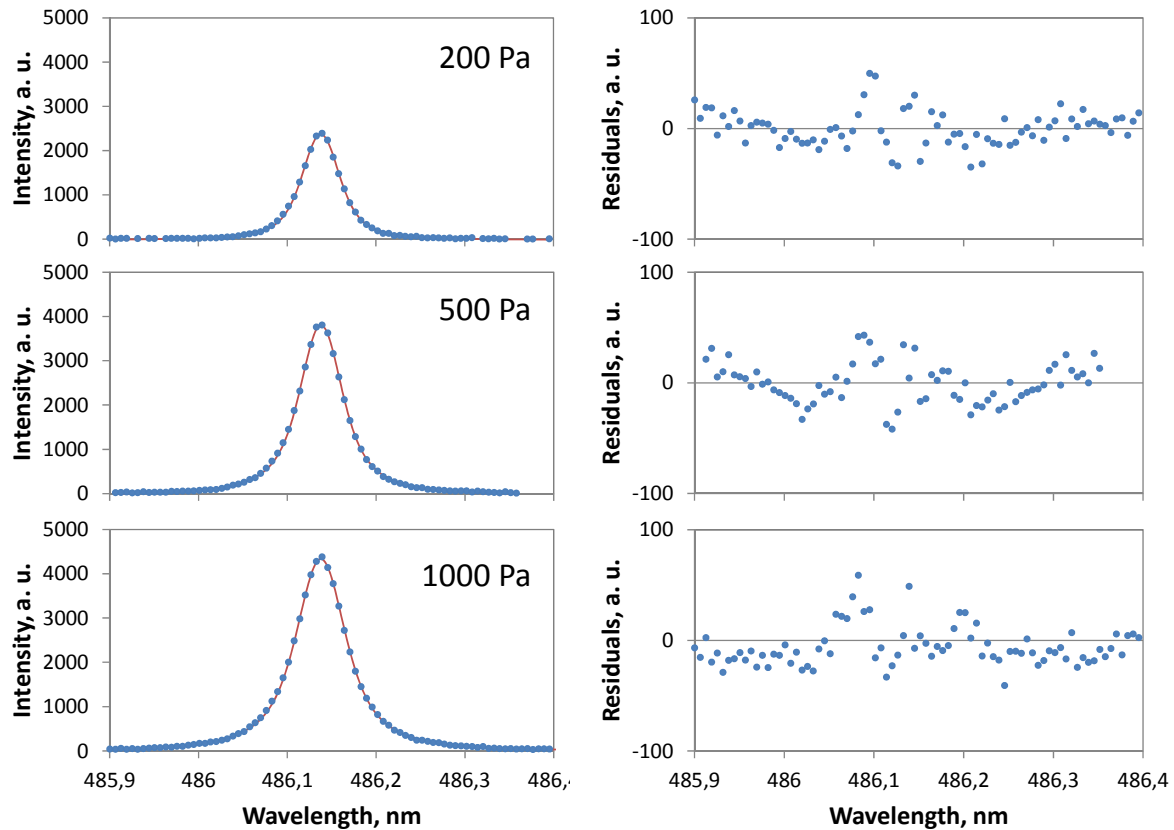 5000
4000
3000
2000
1000
0
Intensity, a. u.
200 Pa
100
0
-100
Residuals, a. u.
5000
4000
3000
2000
1000
0
Intensity, a. u.
500 Pa
100
0
-100
Residuals, a. u.
5000
4000
3000
2000
1000
0
Intensity, a. u.
1000 Pa
485,9 486 486,1 486,2 486,3 486,4
Wavelength, nm
100
0
-100
Residuals, a. u.
485,9 486 486,1 486,2 486,3 486,4
Wavelength, nm